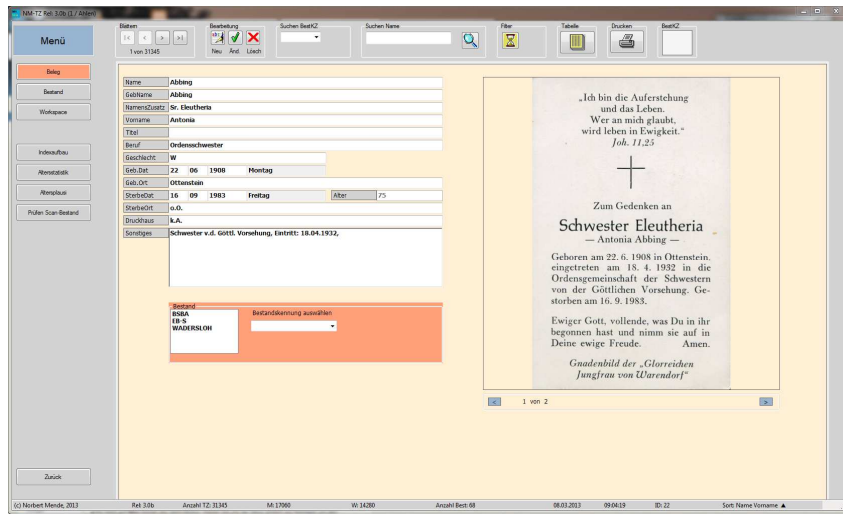 NM-TZ Reli 3.0b (1 / Ahlen)
Menü
Blättern
1 von 31345
Bearbeitung
Neu Änd. Lösch
Suchen BestKZ
Suchen Name
Filter
Tabelle
Drucken
BestKZ
Beleg
Bestand
Workspace
Indexaufbau
Altersstatistik
Altersplausi
Prüfen Scan-Bestand
Zurück
Name Abbing
GebName Abbing
NamensZusatz Sr. Eleutheria
Vorname Antonia
Titel
Beruf Ordensschwester
Geschlecht W
Geb.Dat 22 06 1908 Montag
Geb.Ort Ottenstein
SterbeDat 16 09 1983 Freitag Alter 75
SterbeOrt o.O.
Druckhaus k.A.
Sonstiges Schwester v.d. Göttl. Vorsehung, Eintritt: 18.04.1932,
Bestand
BSBA
EB-S
WADERSLOH
Bestandskennung auswählen
„Ich bin die Auferstehung
und das Leben.
Wer an mich glaubt,
wird leben in Ewigkeit.“
Joh. 11,25
Zum Gedenken an
Schwester Eleutheria
— Antonia Abbing —
Geboren am 22. 6. 1908 in Ottenstein,
eingetreten am 18. 4. 1932 in die
Ordensgemeinschaft der Schwestern
von der Göttlichen Vorsehung. Ge-
storben am 16. 9. 1983.
Ewiger Gott, vollende, was Du in ihr
begonnen hast und nimm sie auf in
Deine ewige Freude. Amen.
Gnadenbild der „Glorreichen
Jungfrau von Warendorf“
< 1 von 2 >
(c) Norbert Mende, 2013 Reli 3.0b Anzahl TZ: 31345 M: 17060 W: 14280 Anzahl Best: 68 08.03.2013 09:04:19 ID: 22 Sort: Name Vorname ▲